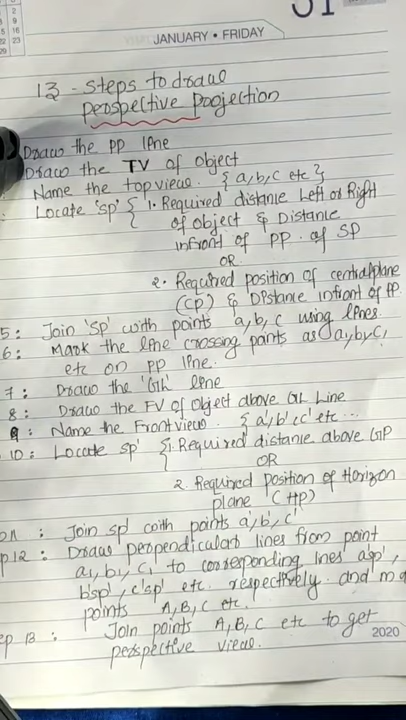 31
JANUARY • FRIDAY
13 - Steps to draw
perspective projection
Draw the PP line
Draw the TV of object
Name the top view. { a,b,c etc }
Locate 'sp' { 1. Required distance Left or Right
of object & Distance
infront of PP. of SP
OR.
2. Required position of central plane
(CP) & Distance infront of PP.
5: Join 'SP' with points a,b,c using lines.
6: Mark the line crossing points as a₁,b₁,c₁
etc on PP line.
7: Draw the 'GL' line
8: Draw the FV of Object above GL Line
9: Name the Front view. { a',b',c' etc...
10: Locate sp' { 1. Required distance above GP
OR
2. Required position of Horizon
plane (HP)
11: Join sp' with points a',b',c'
p 12: Draw perpendicular lines from point
a₁, b₁, c₁ to corresponding lines a'sp',
b'sp', c'sp' etc. respectively. and ma
points A, B, C etc.
ep 13: Join points A, B, C etc to get
perspective view.
2020